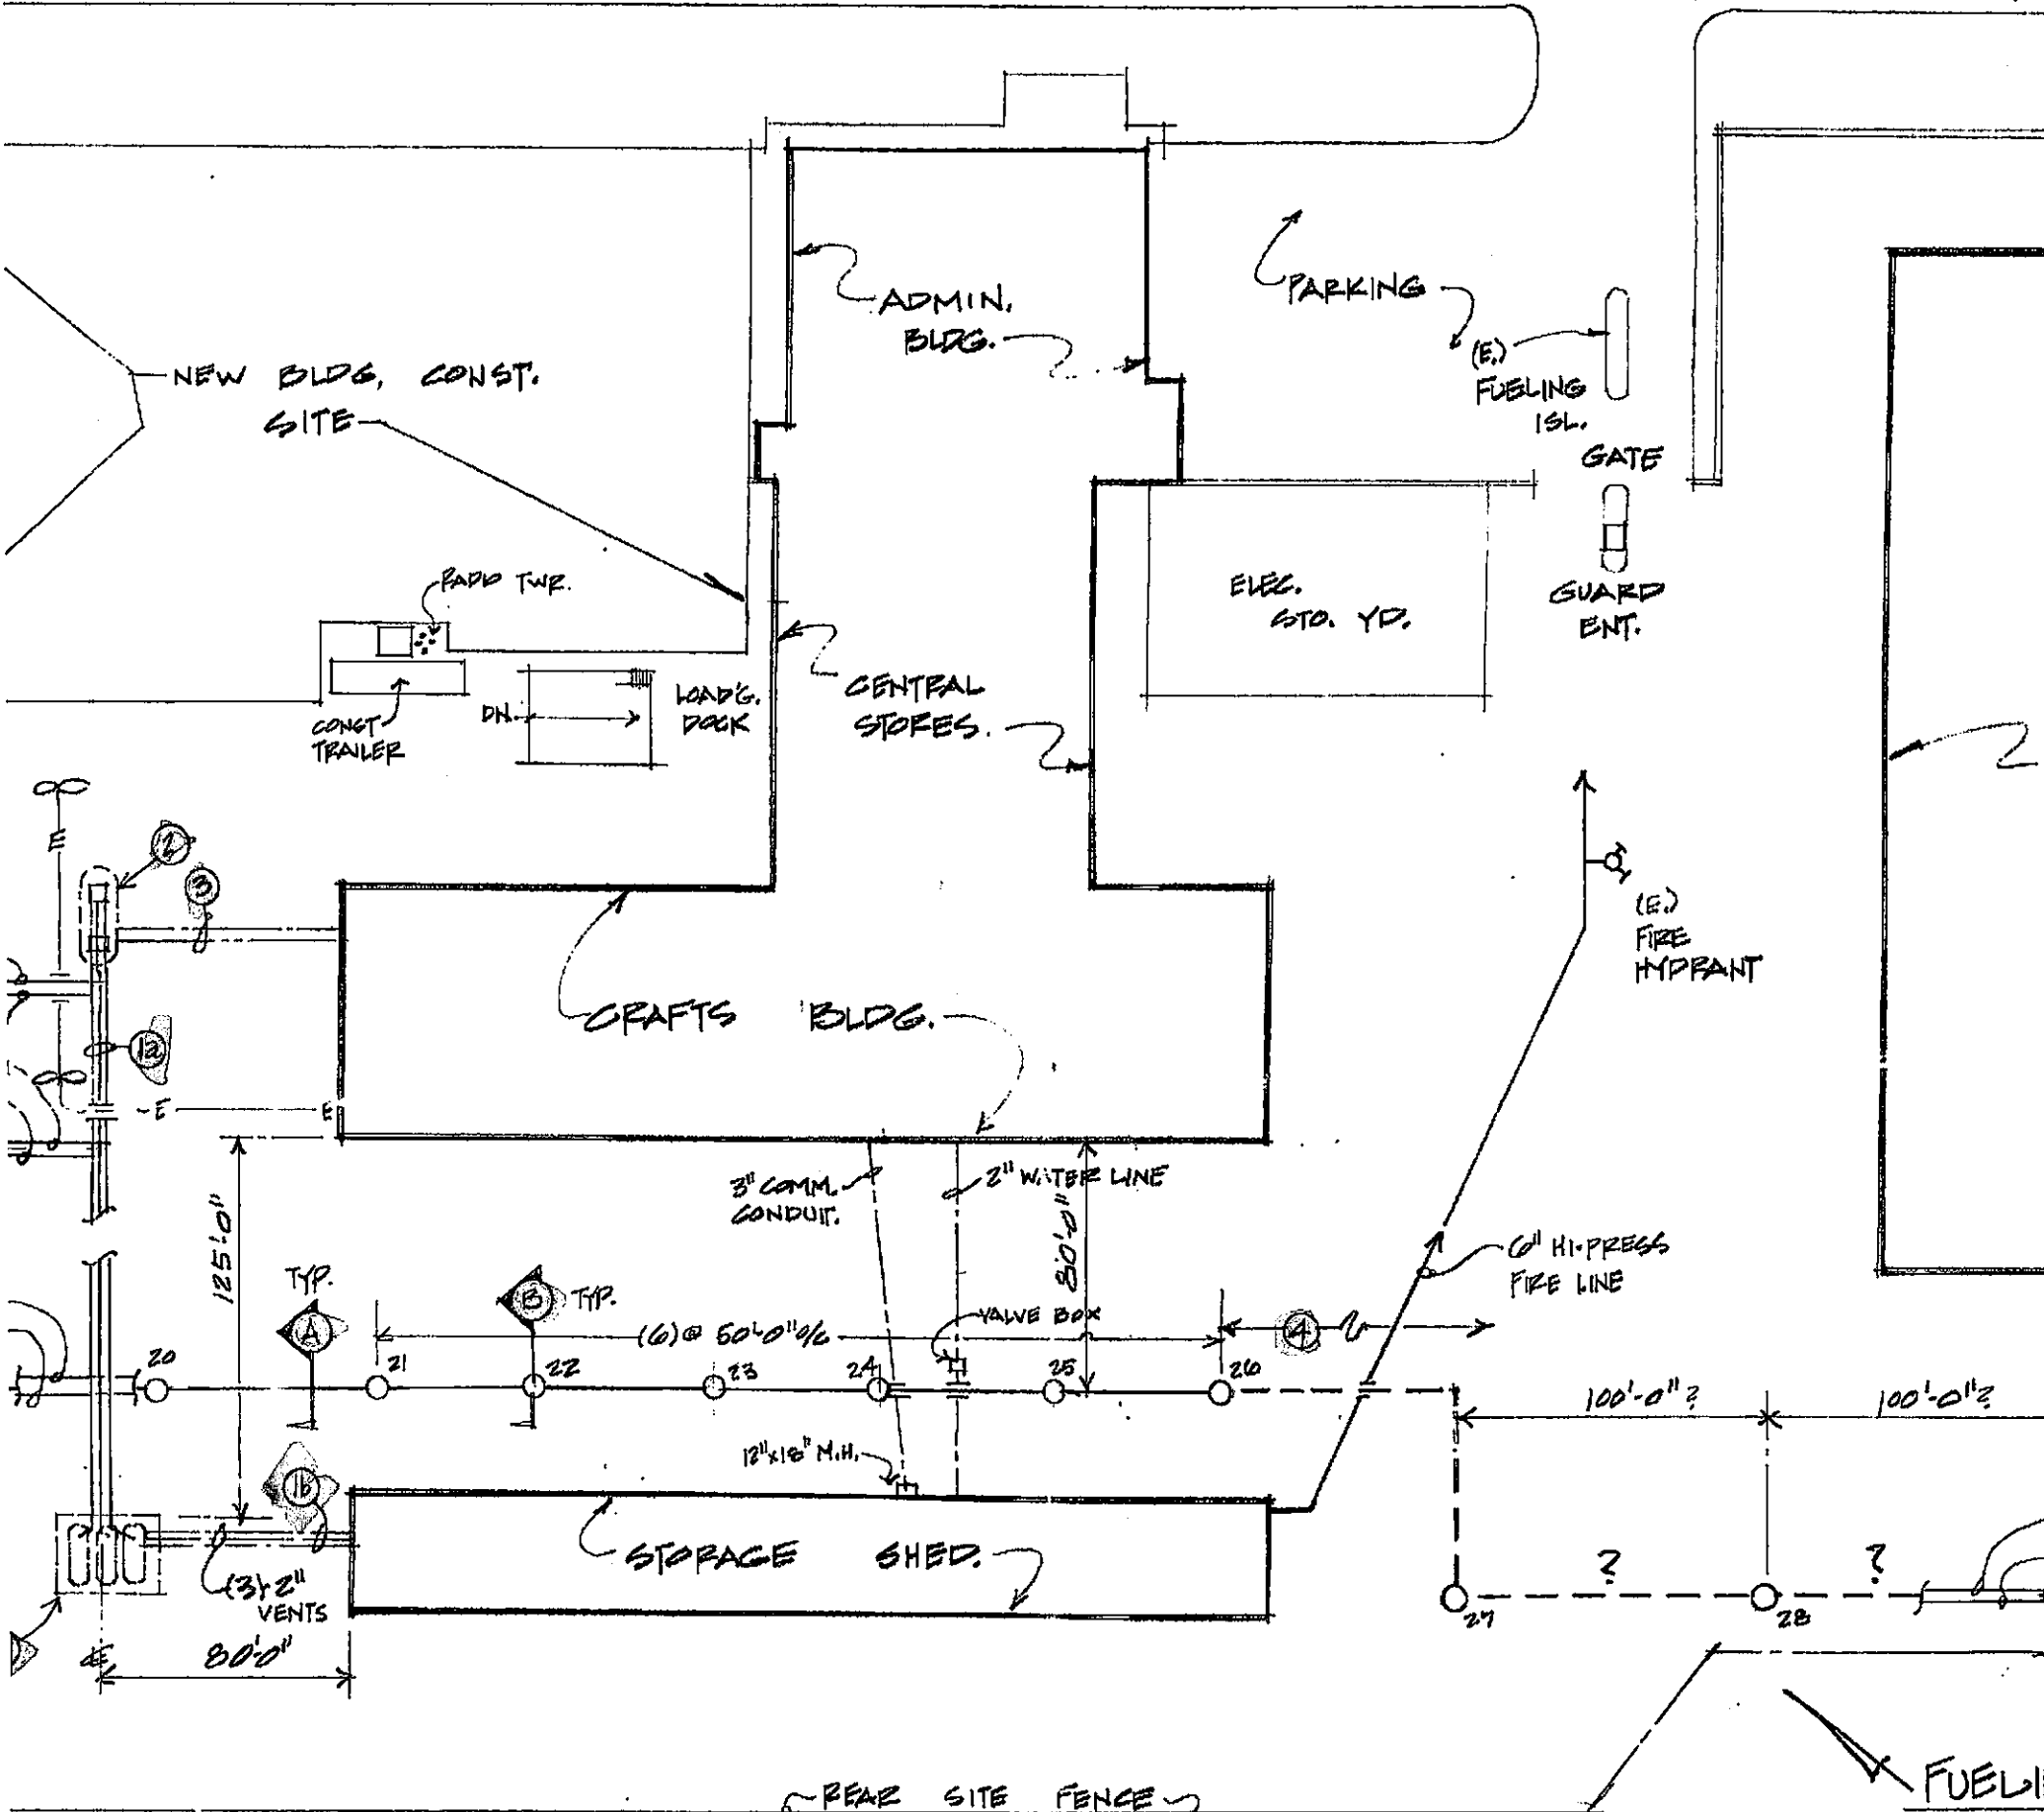 ADMIN.
BLDG.
PARKING
(E.)
FUELING
ISL.
GATE
NEW BLDG. CONST.
SITE
RADIO TWR.
ELEC.
STO. YD.
GUARD
ENT.
CONST
TRAILER
DN.
LOAD'G.
DOCK
CENTRAL
STORES.
E
2
3
(E.)
FIRE
HYDRANT
CRAFTS BLDG.
1a
E
E
3" COMM.
CONDUIT.
2" WATER LINE
125'-0"
80'-0"
6" HI-PRESS
FIRE LINE
TYP.
A
B
TYP.
(6)@ 50'-0" o/c
VALVE BOX
4
20
21
22
23
24
25
26
100'-0"?
100'-0"?
12"x18" M.H.
1b
STORAGE SHED.
(3) 2"
VENTS
80'-0"
?
?
27
28
REAR SITE FENCE
FUELI